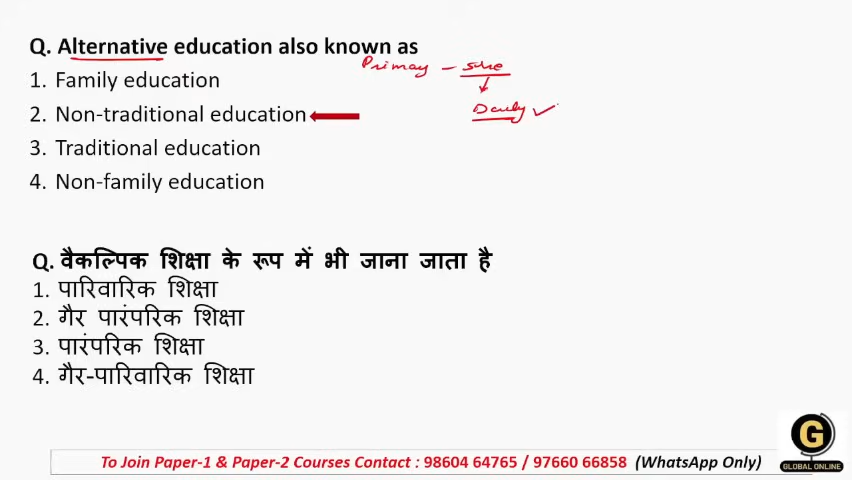 Q. Alternative education also known as
Primary -
1. Family education
2. Non-traditional education
3. Traditional education
4. Non-family education
Q. वैकल्पिक शिक्षा के रूप में भी जाना जाता है
1. पारिवारिक शिक्षा
2. गैर पारंपरिक शिक्षा
3. पारंपरिक शिक्षा
4. गैर-पारिवारिक शिक्षा
G
GLOBAL ONLINE
To Join Paper-1 & Paper-2 Courses Contact : 98604 64765 / 97660 66858 (WhatsApp Only)